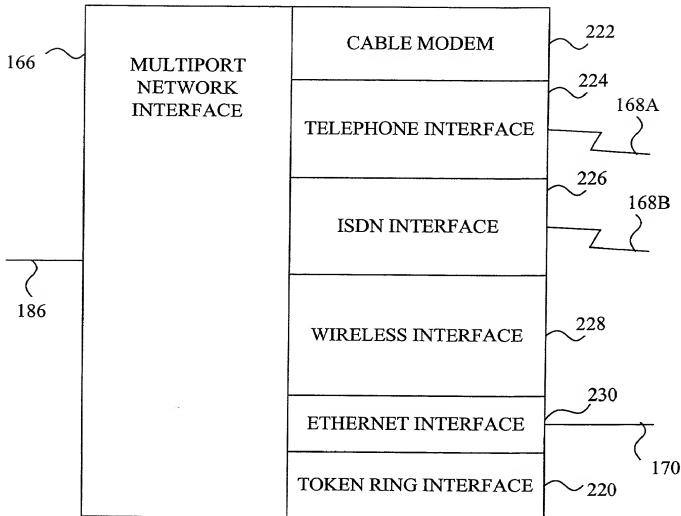 166
MULTIPORT
NETWORK
INTERFACE
186
CABLE MODEM
222
224
TELEPHONE INTERFACE
168A
226
ISDN INTERFACE
168B
WIRELESS INTERFACE
228
230
ETHERNET INTERFACE
170
TOKEN RING INTERFACE
220